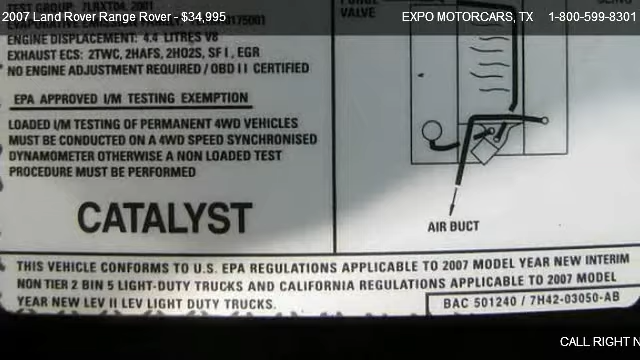 2007 Land Rover Range Rover - $34,995
EXPO MOTORCARS, TX 1-800-599-8301
TEST GROUP:
VALVE
ENGINE DISPLACEMENT: 4.4 LITRES V8
EXHAUST ECS: 2TWC, 2HAFS, 2HO2S, SFI, EGR
NO ENGINE ADJUSTMENT REQUIRED / OBD II CERTIFIED
EPA APPROVED I/M TESTING EXEMPTION
LOADED I/M TESTING OF PERMANENT 4WD VEHICLES
MUST BE CONDUCTED ON A 4WD SPEED SYNCHRONISED
DYNAMOMETER OTHERWISE A NON LOADED TEST
PROCEDURE MUST BE PERFORMED
CATALYST
AIR DUCT
THIS VEHICLE CONFORMS TO U.S. EPA REGULATIONS APPLICABLE TO 2007 MODEL YEAR NEW INTERIM
NON TIER 2 BIN 5 LIGHT-DUTY TRUCKS AND CALIFORNIA REGULATIONS APPLICABLE TO 2007 MODEL
YEAR NEW LEV II LEV LIGHT DUTY TRUCKS.
BAC 501240 / 7H42-03050-AB
CALL RIGHT N